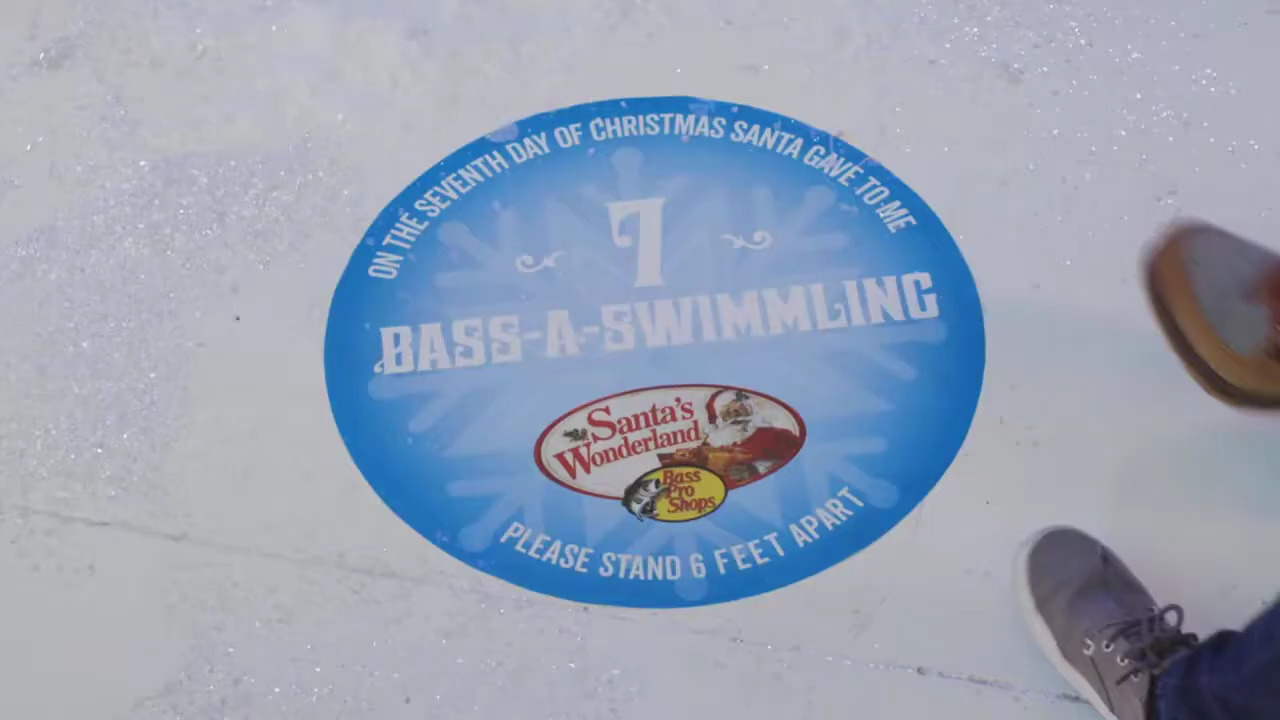 ON THE SEVENTH DAY OF CHRISTMAS SANTA GAVE TO ME
7
BASS-A-SWIMMLING
Santa's
Wonderland
Bass
Pro
Shops
PLEASE STAND 6 FEET APART